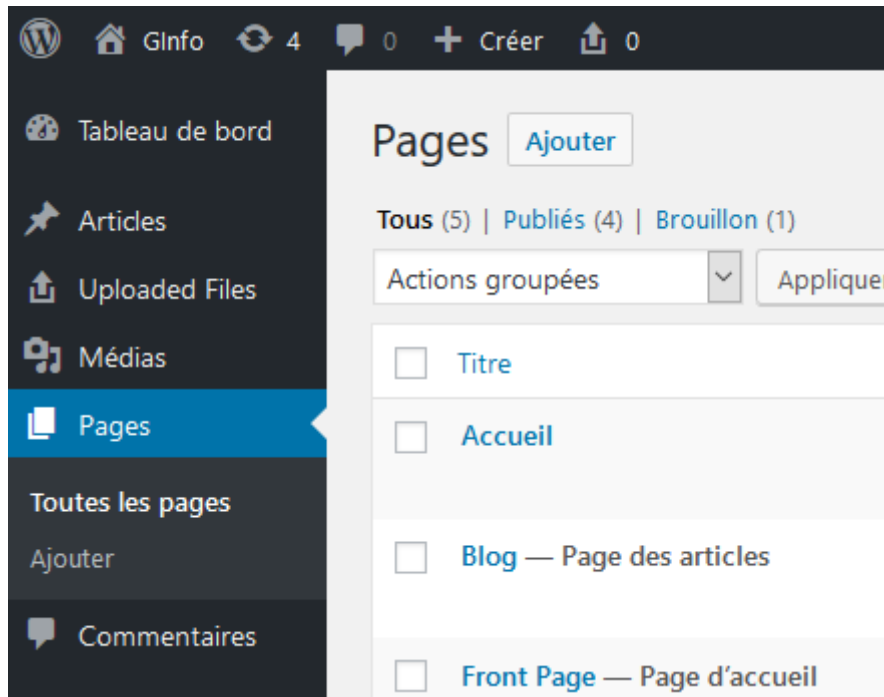 GInfo 4 0 + Créer 0
Tableau de bord
Articles
Uploaded Files
Médias
Pages
Toutes les pages
Ajouter
Commentaires
Pages Ajouter
Tous (5) | Publiés (4) | Brouillon (1)
Actions groupées Appliquer
Titre
Accueil
Blog — Page des articles
Front Page — Page d'accueil